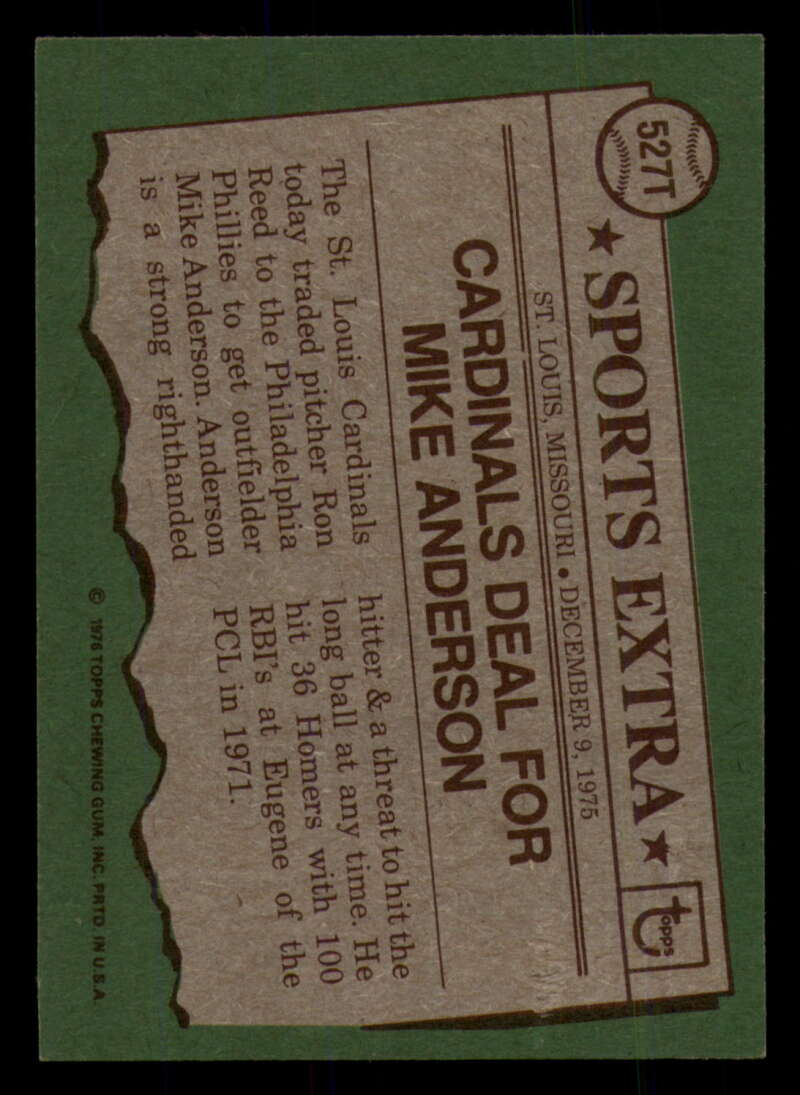 527T
★ SPORTS EXTRA ★
topps
ST. LOUIS, MISSOURI • DECEMBER 9, 1975
CARDINALS DEAL FOR
MIKE ANDERSON
The St. Louis Cardinals
today traded pitcher Ron
Reed to the Philadelphia
Phillies to get outfielder
Mike Anderson. Anderson
is a strong righthanded
hitter & a threat to hit the
long ball at any time. He
hit 36 Homers with 100
RBI's at Eugene of the
PCL in 1971.
© 1976 TOPPS CHEWING GUM, INC. PRTD. IN U.S.A.